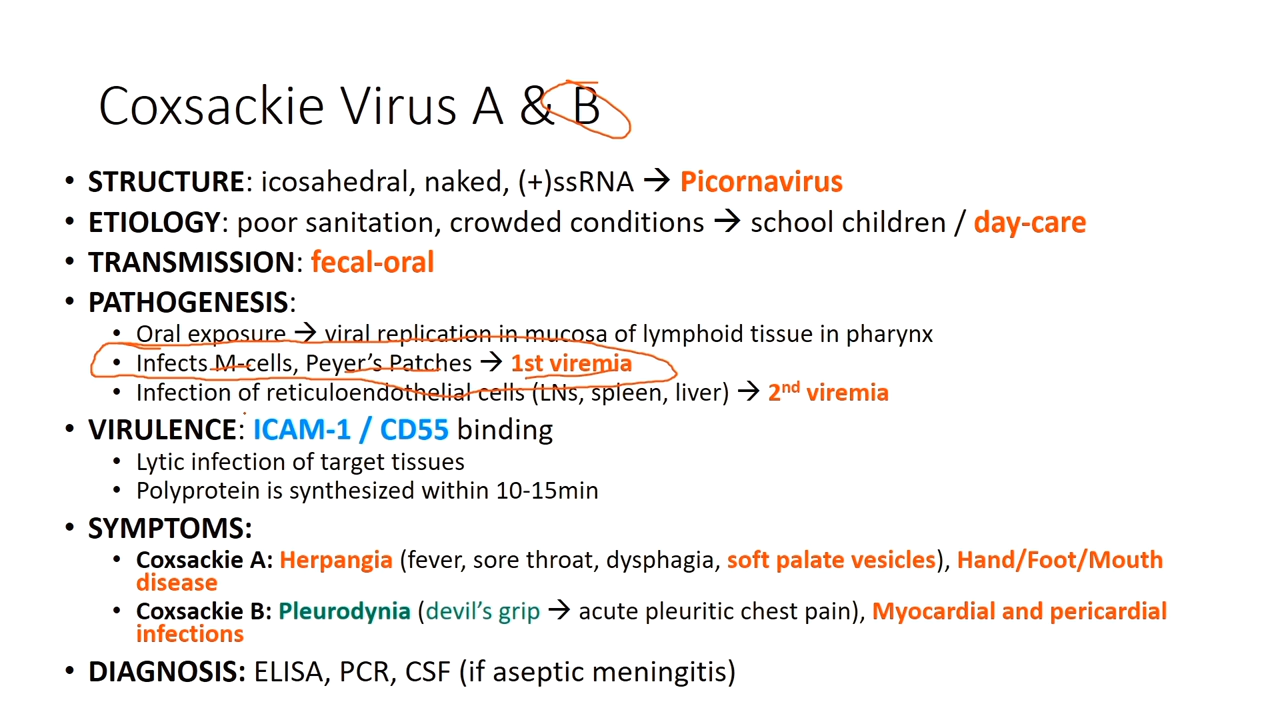 Coxsackie Virus A & B
• STRUCTURE: icosahedral, naked, (+)ssRNA → Picornavirus
• ETIOLOGY: poor sanitation, crowded conditions → school children / day-care
• TRANSMISSION: fecal-oral
• PATHOGENESIS:
• Oral exposure → viral replication in mucosa of lymphoid tissue in pharynx
• Infects M-cells, Peyer's Patches → 1st viremia
• Infection of reticuloendothelial cells (LNs, spleen, liver) → 2nd viremia
• VIRULENCE: ICAM-1 / CD55 binding
• Lytic infection of target tissues
• Polyprotein is synthesized within 10-15min
• SYMPTOMS:
• Coxsackie A: Herpangia (fever, sore throat, dysphagia, soft palate vesicles), Hand/Foot/Mouth
disease
• Coxsackie B: Pleurodynia (devil's grip → acute pleuritic chest pain), Myocardial and pericardial
infections
• DIAGNOSIS: ELISA, PCR, CSF (if aseptic meningitis)